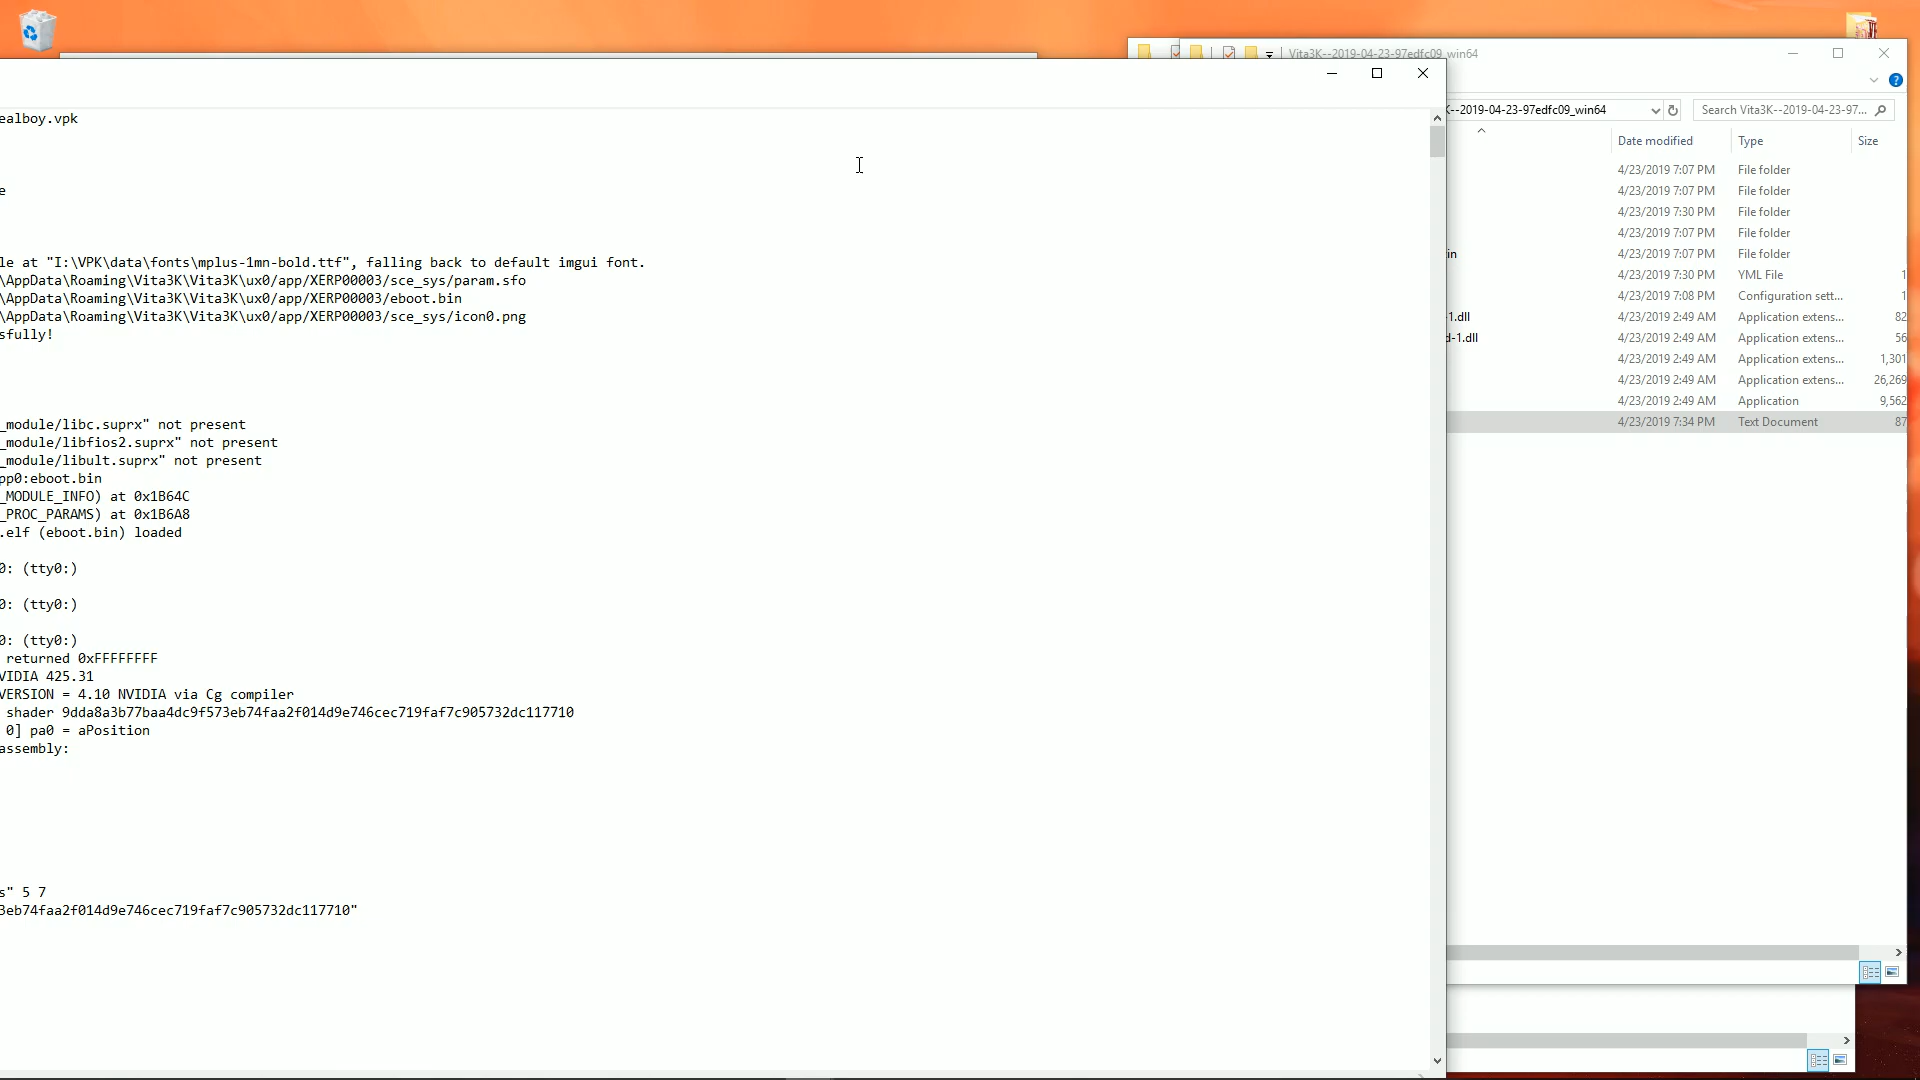 Vita3K--2019-04-23-97edfc09_win64
ealboy.vpk
e
le at "I:\VPK\data\fonts\mplus-1mn-bold.ttf", falling back to default imgui font.
\AppData\Roaming\Vita3K\Vita3K\ux0/app/XERP00003/sce_sys/param.sfo
\AppData\Roaming\Vita3K\Vita3K\ux0/app/XERP00003/eboot.bin
\AppData\Roaming\Vita3K\Vita3K\ux0/app/XERP00003/sce_sys/icon0.png
sfully!
_module/libc.suprx" not present
_module/libfios2.suprx" not present
_module/libult.suprx" not present
pp0:eboot.bin
_MODULE_INFO) at 0x1B64C
_PROC_PARAMS) at 0x1B6A8
.elf (eboot.bin) loaded
0: (tty0:)
0: (tty0:)
0: (tty0:)
returned 0xFFFFFFFF
VIDIA 425.31
VERSION = 4.10 NVIDIA via Cg compiler
shader 9dda8a3b77baa4dc9f573eb74faa2f014d9e746cec719faf7c905732dc117710
0] pa0 = aPosition
assembly:
s" 5 7
3eb74faa2f014d9e746cec719faf7c905732dc117710"
--2019-04-23-97edfc09_win64 Search Vita3K--2019-04-23-97...
Date modified Type Size
4/23/2019 7:07 PM File folder
4/23/2019 7:07 PM File folder
4/23/2019 7:30 PM File folder
4/23/2019 7:07 PM File folder
in 4/23/2019 7:07 PM File folder
4/23/2019 7:30 PM YML File 1
4/23/2019 7:08 PM Configuration sett... 1
-1.dll 4/23/2019 2:49 AM Application extens... 82
d-1.dll 4/23/2019 2:49 AM Application extens... 56
4/23/2019 2:49 AM Application extens... 1,301
4/23/2019 2:49 AM Application extens... 26,269
4/23/2019 2:49 AM Application 9,562
4/23/2019 7:34 PM Text Document 87